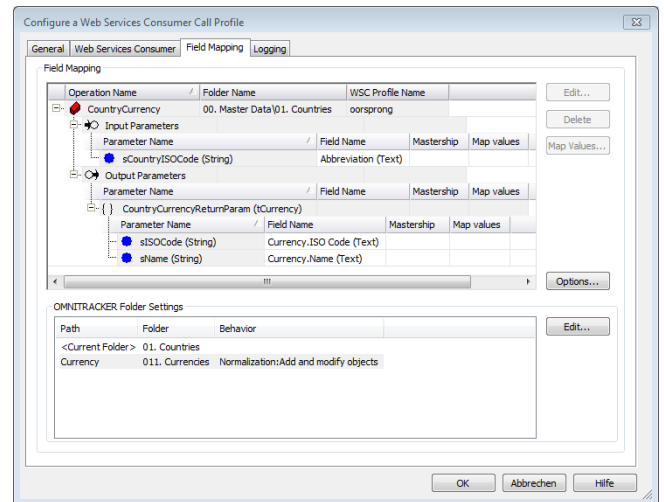 Configure a Web Services Consumer Call Profile
General Web Services Consumer Field Mapping Logging
Field Mapping
Operation Name Folder Name WSC Profile Name
CountryCurrency 00. Master Data\01. Countries oorsprong
Input Parameters
Parameter Name Field Name Mastership Map values
sCountryISOCode (String) Abbreviation (Text)
Output Parameters
Parameter Name Field Name Mastership Map values
{ } CountryCurrencyReturnParam (tCurrency)
Parameter Name Field Name Mastership Map values
sISOCode (String) Currency.ISO Code (Text)
sName (String) Currency.Name (Text)
Edit...
Delete
Map Values...
Options...
OMNITRACKER Folder Settings
Path Folder Behavior
<Current Folder> 01. Countries
Currency 011. Currencies Normalization:Add and modify objects
Edit...
OK Abbrechen Hilfe